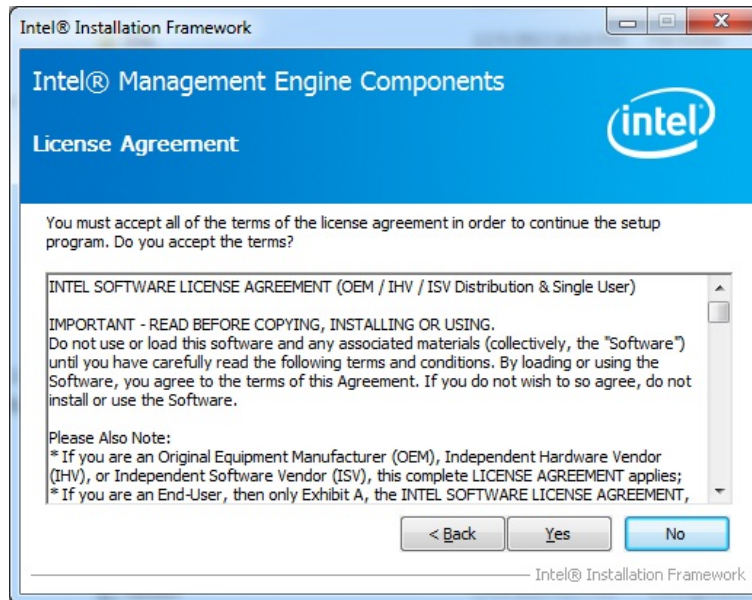 Intel® Installation Framework
Intel® Management Engine Components
License Agreement
intel
You must accept all of the terms of the license agreement in order to continue the setup
program. Do you accept the terms?
INTEL SOFTWARE LICENSE AGREEMENT (OEM / IHV / ISV Distribution & Single User)
IMPORTANT - READ BEFORE COPYING, INSTALLING OR USING.
Do not use or load this software and any associated materials (collectively, the "Software")
until you have carefully read the following terms and conditions. By loading or using the
Software, you agree to the terms of this Agreement. If you do not wish to so agree, do not
install or use the Software.
Please Also Note:
* If you are an Original Equipment Manufacturer (OEM), Independent Hardware Vendor
(IHV), or Independent Software Vendor (ISV), this complete LICENSE AGREEMENT applies;
* If you are an End-User, then only Exhibit A, the INTEL SOFTWARE LICENSE AGREEMENT,
< Back
Yes
No
Intel® Installation Framework